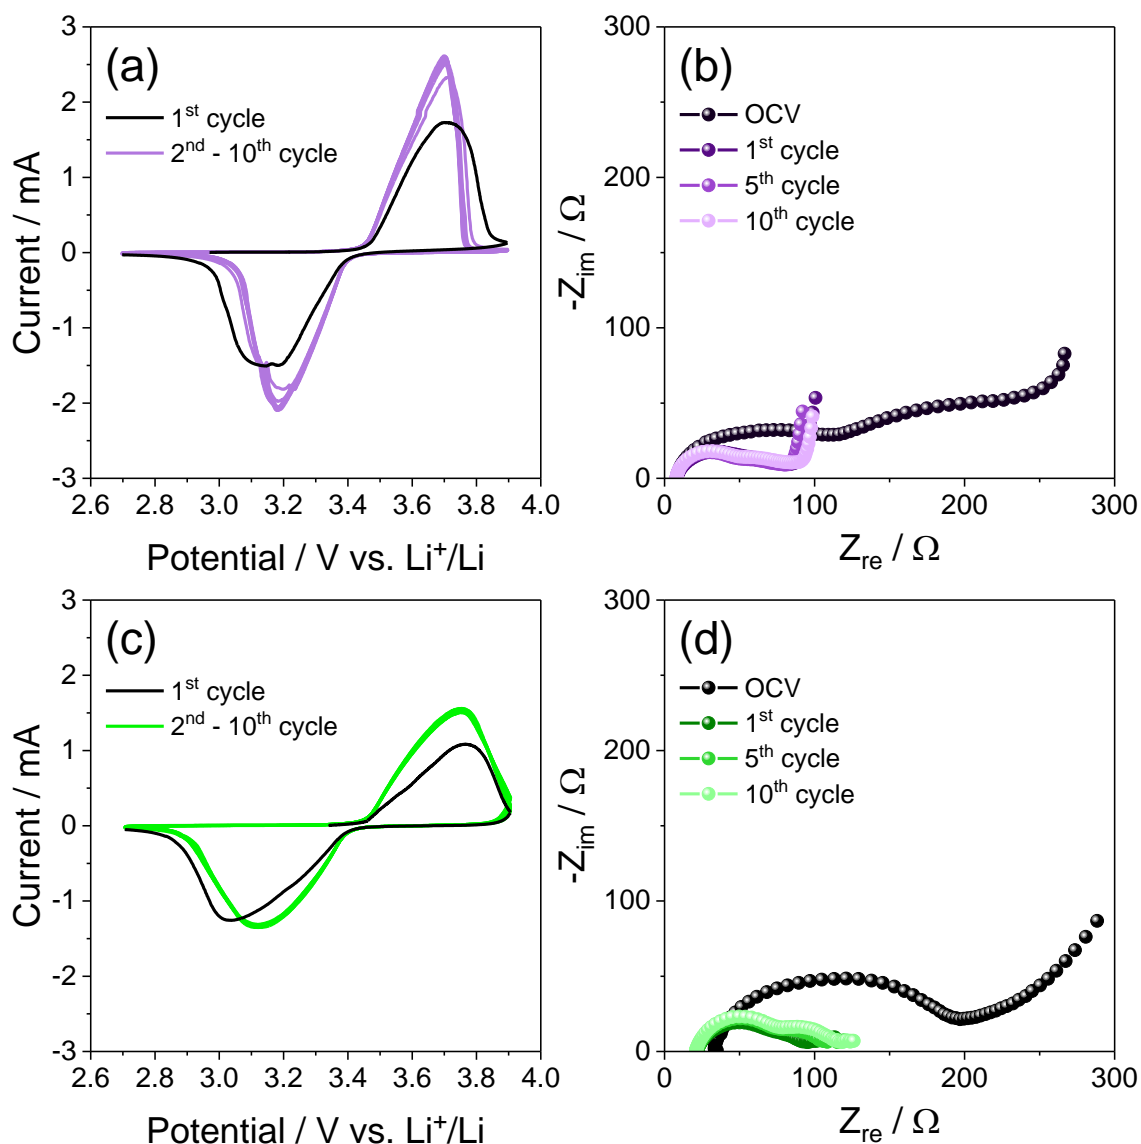 (a)
1st cycle
2nd - 10th cycle
Current / mA
3
2
1
0
-1
-2
-3
2.6 2.8 3.0 3.2 3.4 3.6 3.8 4.0
Potential / V vs. Li+/Li
(b)
OCV
1st cycle
5th cycle
10th cycle
-Zim / Ω
300
200
100
0
0 100 200 300
Zre / Ω
(c)
1st cycle
2nd - 10th cycle
Current / mA
3
2
1
0
-1
-2
-3
2.6 2.8 3.0 3.2 3.4 3.6 3.8 4.0
Potential / V vs. Li+/Li
(d)
OCV
1st cycle
5th cycle
10th cycle
-Zim / Ω
300
200
100
0
0 100 200 300
Zre / Ω